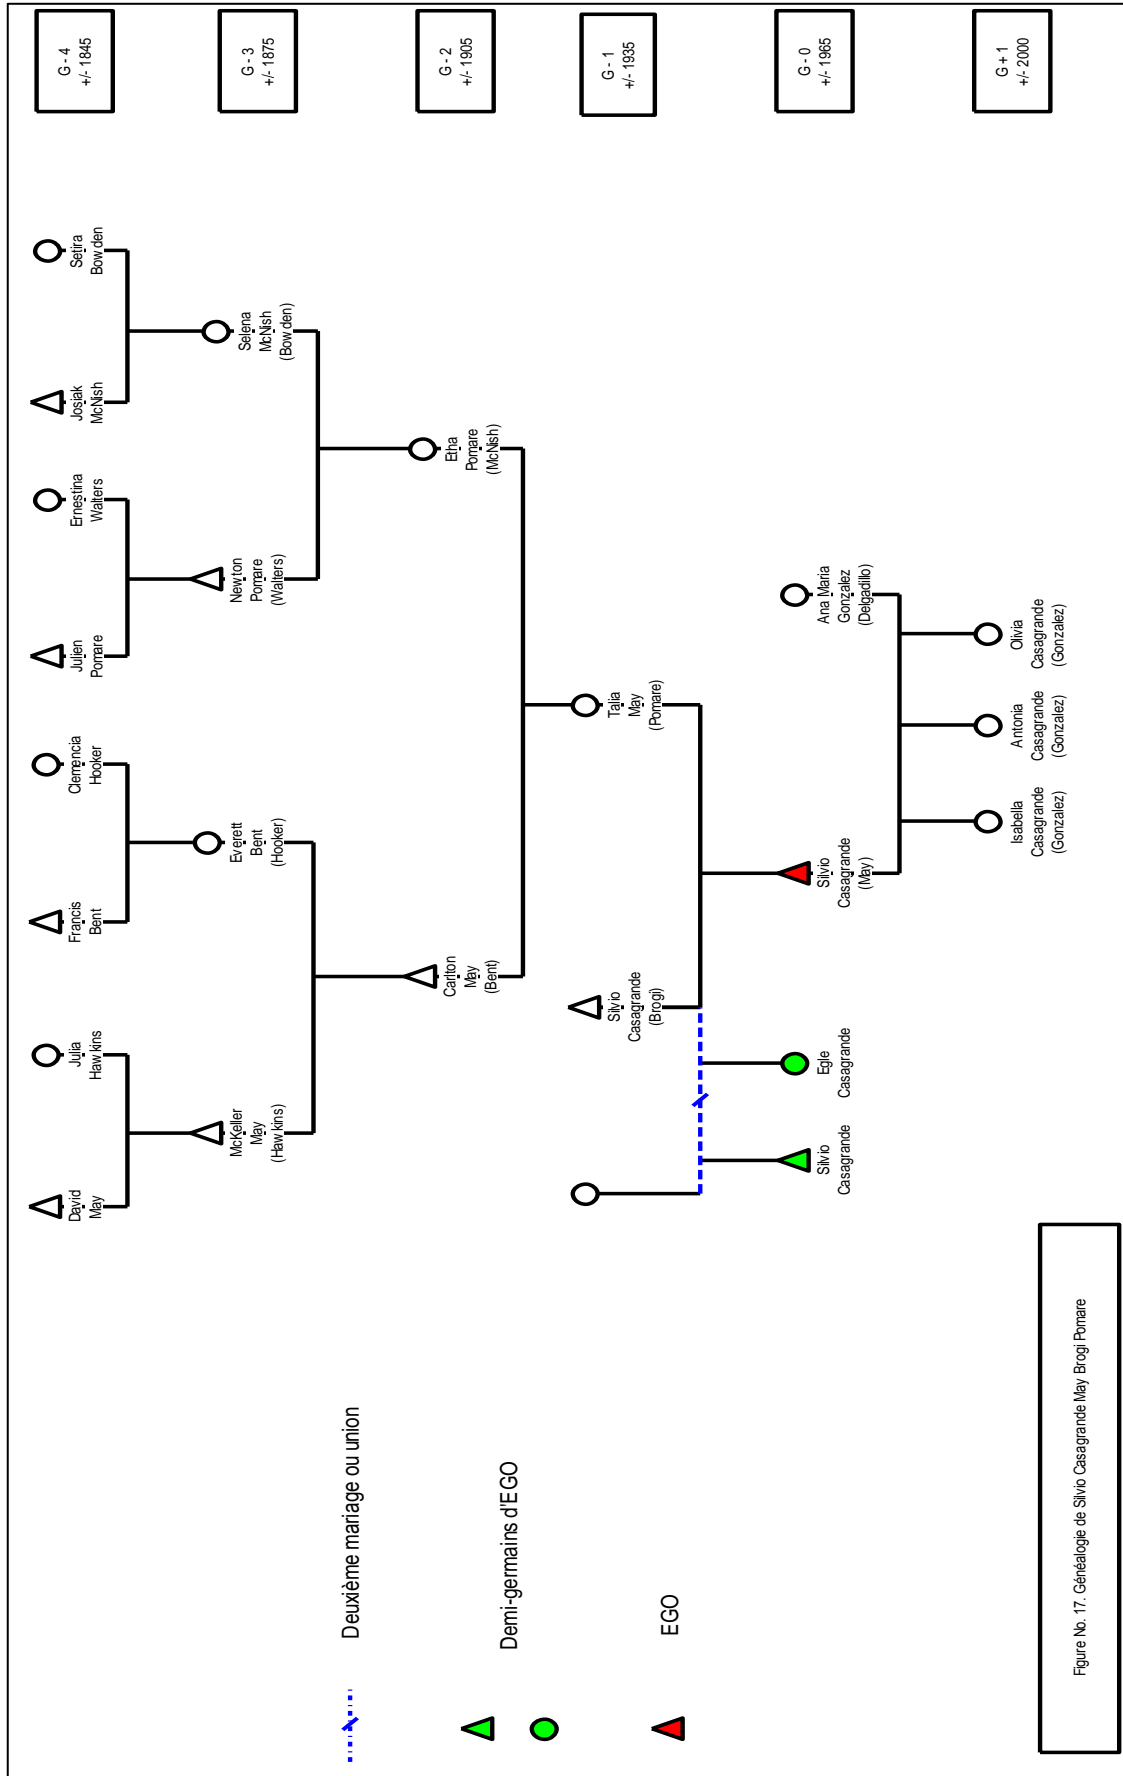 G - 4
+/- 1845
G - 3
+/- 1875
G - 2
+/- 1905
G - 1
+/- 1935
G - 0
+/- 1965
G + 1
+/- 2000
David
May
Julia
Hawkins
Francis
Bent
Clemencia
Hooker
Julien
Pomare
Ernestina
Walters
Josiak
McNish
Setira
Bowden
McKeller
May
(Hawkins)
Everett
Bent
(Hooker)
Newton
Pomare
(Walters)
Selena
McNish
(Bowden)
Carlton
May
(Bent)
Etha
Pomare
(McNish)
Silvio
Casagrande
(Brogi)
Talia
May
(Pomare)
Silvio
Casagrande
Egle
Casagrande
Silvio
Casagrande
(May)
Ana Maria
Gonzalez
(Delgadillo)
Isabella
Casagrande
(Gonzalez)
Antonia
Casagrande
(Gonzalez)
Olivia
Casagrande
(Gonzalez)
Deuxième mariage ou union
Demi-germains d'EGO
EGO
Figure No. 17. Généalogie de Silvio Casagrande May Brogi Pomare